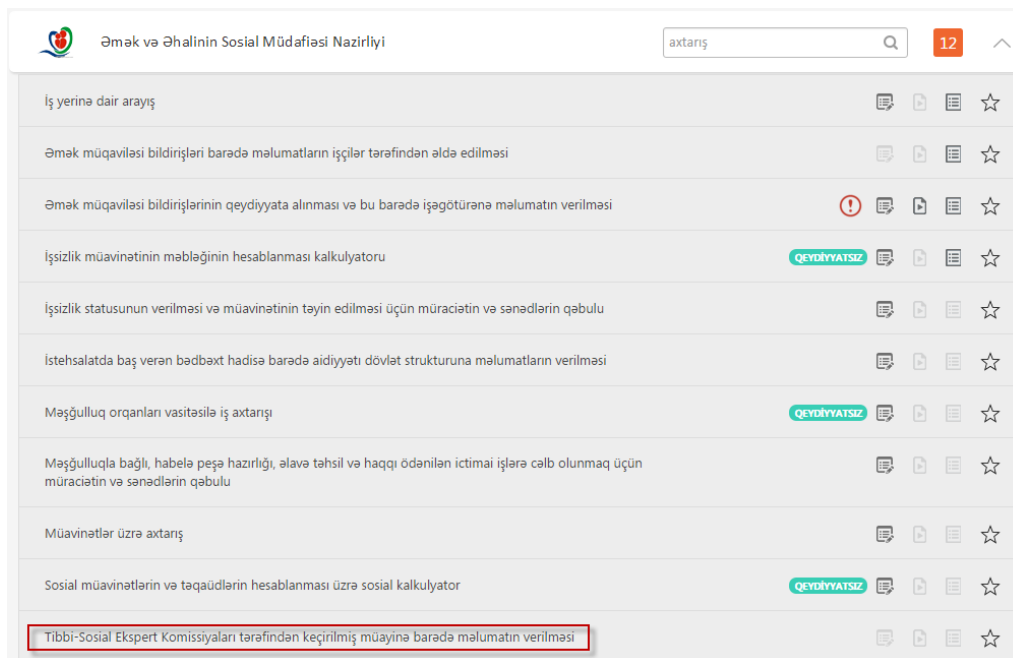 Əmək və Əhalinin Sosial Müdafiəsi Nazirliyi
axtarış
12
İş yerinə dair arayış
Əmək müqaviləsi bildirişləri barədə məlumatların işçilər tərəfindən əldə edilməsi
Əmək müqaviləsi bildirişlərinin qeydiyyata alınması və bu barədə işəgötürənə məlumatın verilməsi
İşsizlik müavinətinin məbləğinin hesablanması kalkulyatoru
QEYDİYYATSIZ
İşsizlik statusunun verilməsi və müavinətinin təyin edilməsi üçün müraciətin və sənədlərin qəbulu
İstehsalatda baş verən bədbəxt hadisə barədə aidiyyətı dövlət strukturuna məlumatların verilməsi
Məşğulluq orqanları vasitəsilə iş axtarışı
QEYDİYYATSIZ
Məşğulluqla bağlı, habelə peşə hazırlığı, əlavə təhsil və haqqı ödənilən ictimai işlərə cəlb olunmaq üçün
müraciətin və sənədlərin qəbulu
Müavinətlər üzrə axtarış
Sosial müavinətlərin və təqaüdlərin hesablanması üzrə sosial kalkulyator
QEYDİYYATSIZ
Tibbi-Sosial Ekspert Komissiyaları tərəfindən keçirilmiş müayinə barədə məlumatın verilməsi